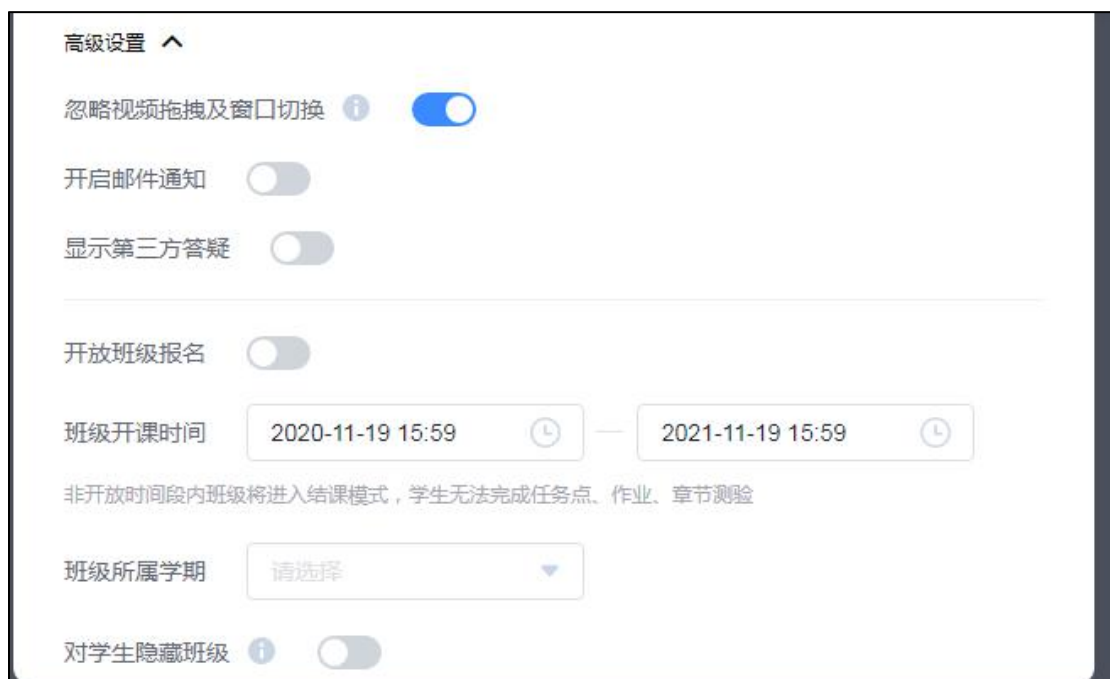 高级设置
忽略视频拖拽及窗口切换
开启邮件通知
显示第三方答疑
开放班级报名
班级开课时间 2020-11-19 15:59 — 2021-11-19 15:59
非开放时间段内班级将进入结课模式，学生无法完成任务点、作业、章节测验
班级所属学期 请选择
对学生隐藏班级